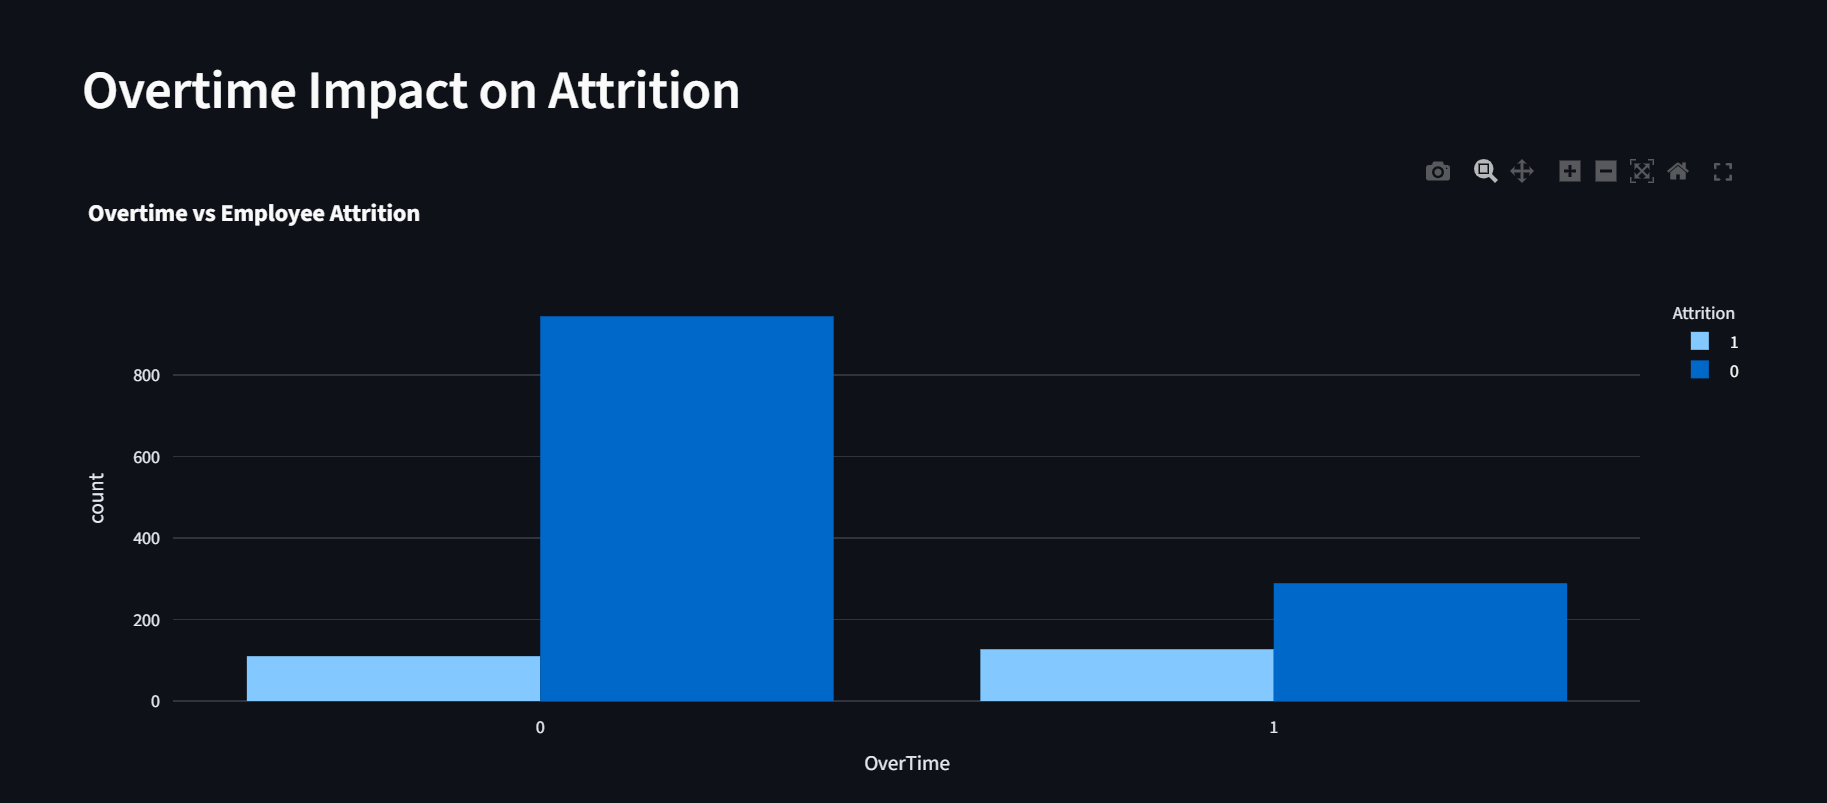 Overtime Impact on Attrition
Overtime vs Employee Attrition
Attrition
1
0
800
600
400
200
0
count
0
1
OverTime